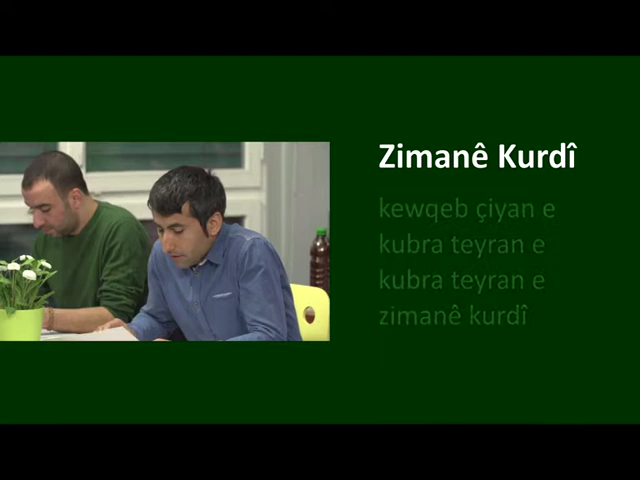 Zimanê Kurdî
kewqeb çiyan e
kubra teyran e
kubra teyran e
zimanê kurdî